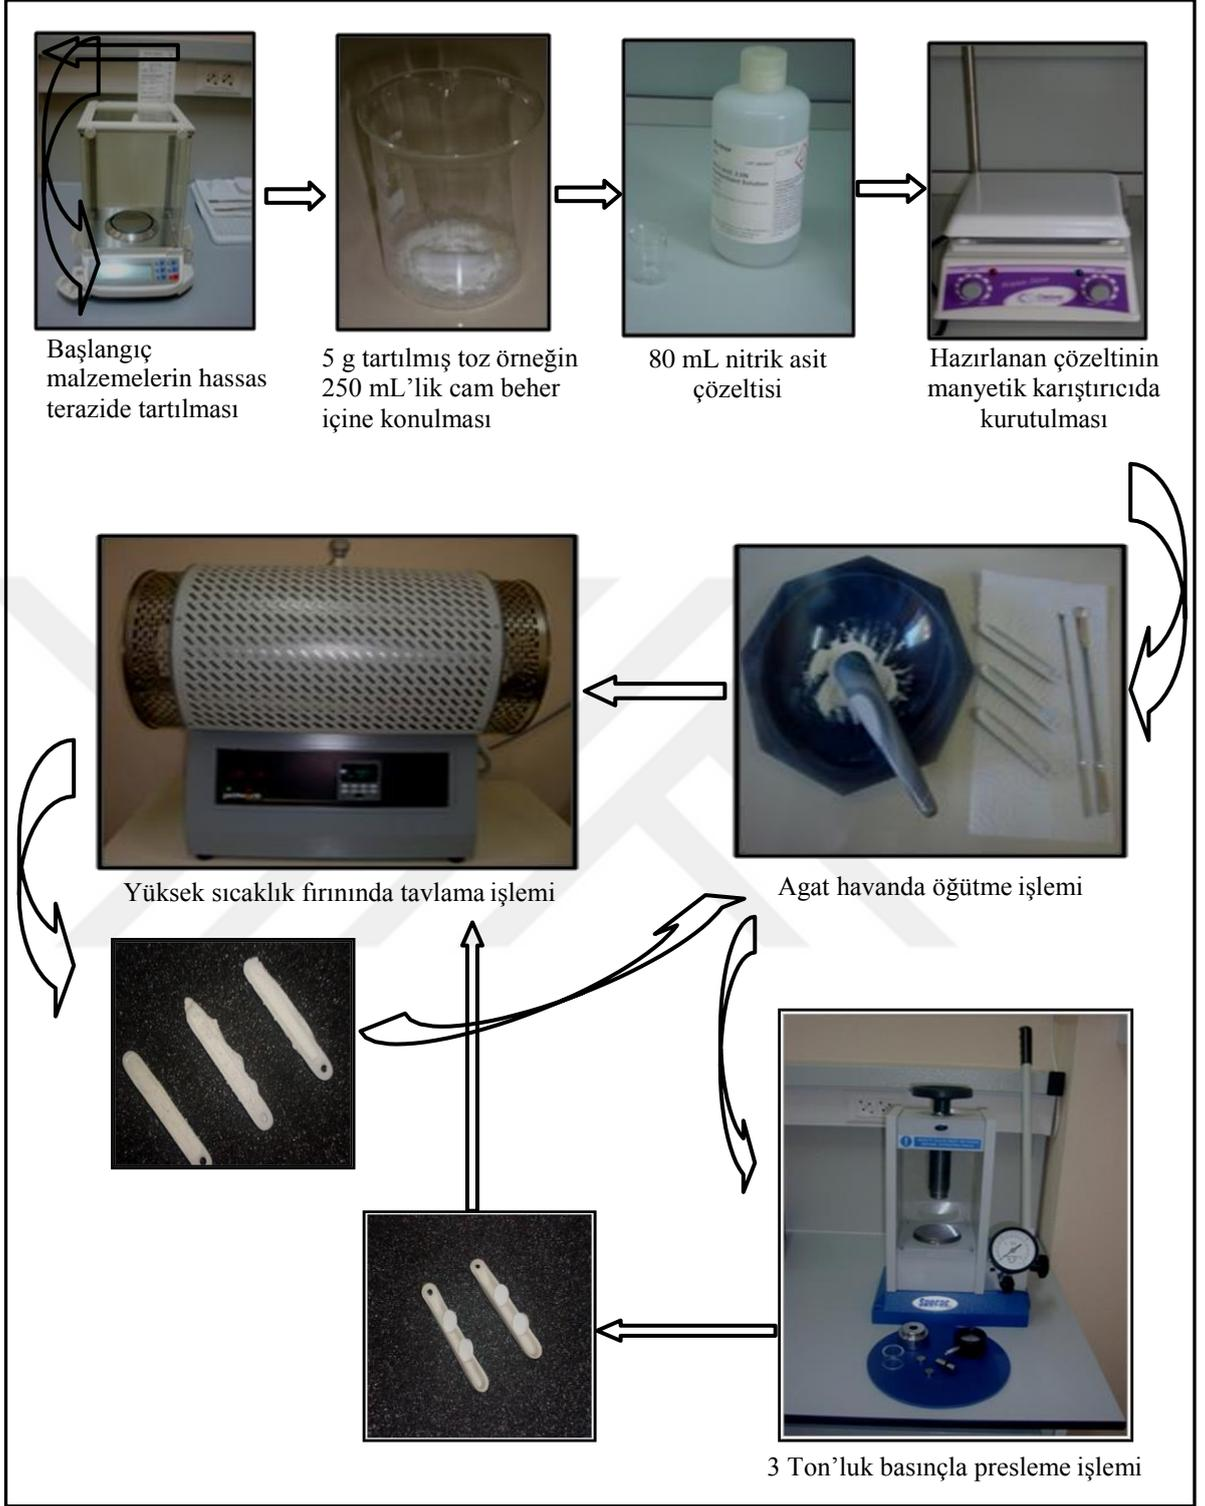 Başlangıç
malzemelerin hassas
terazide tartılması
5 g tartılmış toz örneğin
250 mL’lik cam beher
içine konulması
80 mL nitrik asit
çözeltisi
Hazırlanan çözeltinin
manyetik karıştırıcıda
kurutulması
Yüksek sıcaklık fırınında tavlama işlemi
Agat havanda öğütme işlemi
Specac
3 Ton’luk basınçla presleme işlemi